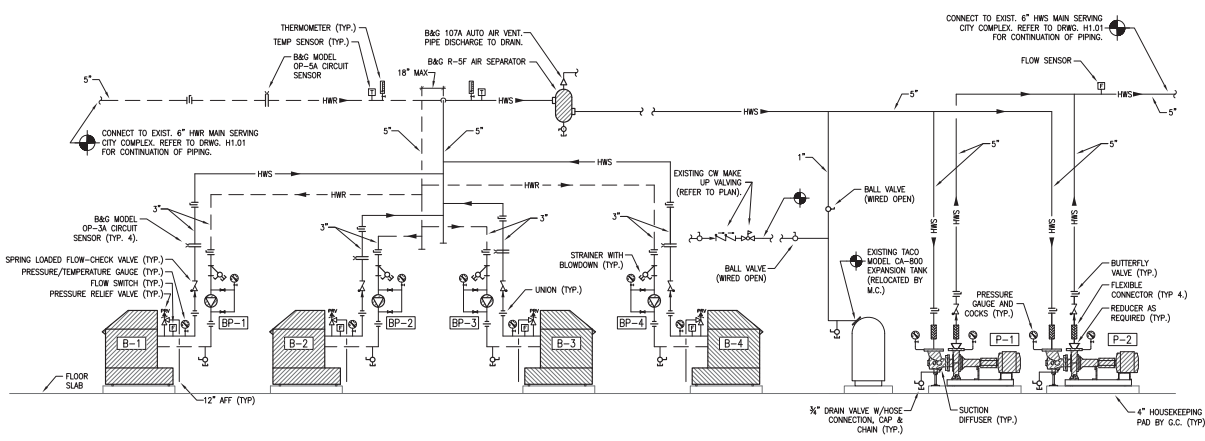 THERMOMETER (TYP.)
TEMP SENSOR (TYP.)
B&G MODEL
OP-5A CIRCUIT
SENSOR
18" MAX
B&G 107A AUTO AIR VENT.
PIPE DISCHARGE TO DRAIN.
B&G R-5F AIR SEPARATOR
CONNECT TO EXIST. 6" HWS MAIN SERVING
CITY COMPLEX. REFER TO DRWG. H1.01
FOR CONTINUATION OF PIPING.
FLOW SENSOR
5"
T
HWR
HWS
T
F
HWS
5"
HWS
5"
CONNECT TO EXIST. 6" HWR MAIN SERVING
CITY COMPLEX. REFER TO DRWG. H1.01
FOR CONTINUATION OF PIPING.
5"
5"
5"
5"
1"
HWS
HWR
HWS
HWR
3"
3"
3"
3"
EXISTING CW MAKE
UP VALVING
(REFER TO PLAN).
BALL VALVE
(WIRED OPEN)
B&G MODEL
OP-3A CIRCUIT
SENSOR (TYP. 4).
HWS
HWS
HWS
HWS
SPRING LOADED FLOW-CHECK VALVE (TYP.)
PRESSURE/TEMPERATURE GAUGE (TYP.)
FLOW SWITCH (TYP.)
PRESSURE RELIEF VALVE (TYP.)
STRAINER WITH
BLOWDOWN (TYP.)
BALL VALVE
(WIRED OPEN)
EXISTING TACO
MODEL CA-800
EXPANSION TANK
(RELOCATED BY
M.C.)
UNION (TYP.)
PRESSURE
GAUGE AND
COCKS (TYP.)
BUTTERFLY
VALVE (TYP.)
FLEXIBLE
CONNECTOR (TYP 4.)
REDUCER AS
REQUIRED (TYP.)
PRV
PRV
PRV
PRV
F
F
F
F
BP-1
BP-2
BP-3
BP-4
B-1
B-2
B-3
B-4
P-1
P-2
FLOOR
SLAB
12" AFF (TYP)
¾" DRAIN VALVE W/HOSE
CONNECTION, CAP &
CHAIN (TYP.)
SUCTION
DIFFUSER (TYP.)
4" HOUSEKEEPING
PAD BY G.C. (TYP)